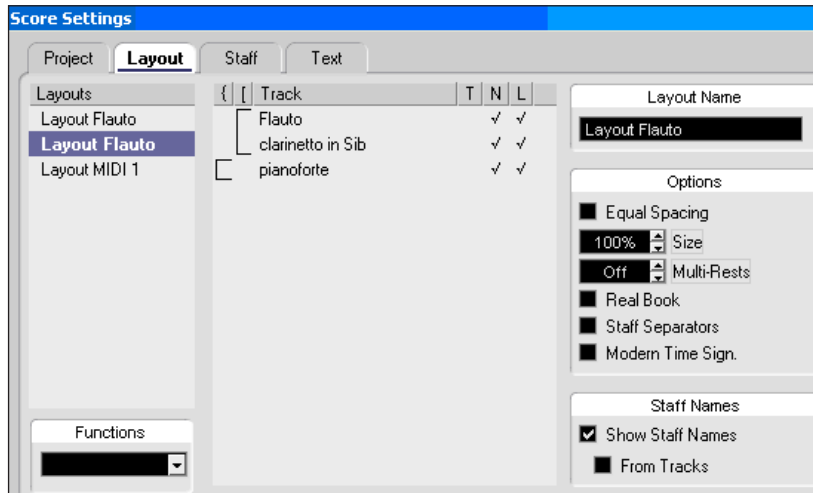 Score Settings
Project Layout Staff Text
Layouts
Layout Flauto
Layout Flauto
Layout MIDI 1
Functions
{ [ Track T N L
Flauto √ √
clarinetto in Sib √ √
pianoforte √ √
Layout Name
Layout Flauto
Options
Equal Spacing
100% Size
Off Multi-Rests
Real Book
Staff Separators
Modern Time Sign.
Staff Names
Show Staff Names
From Tracks